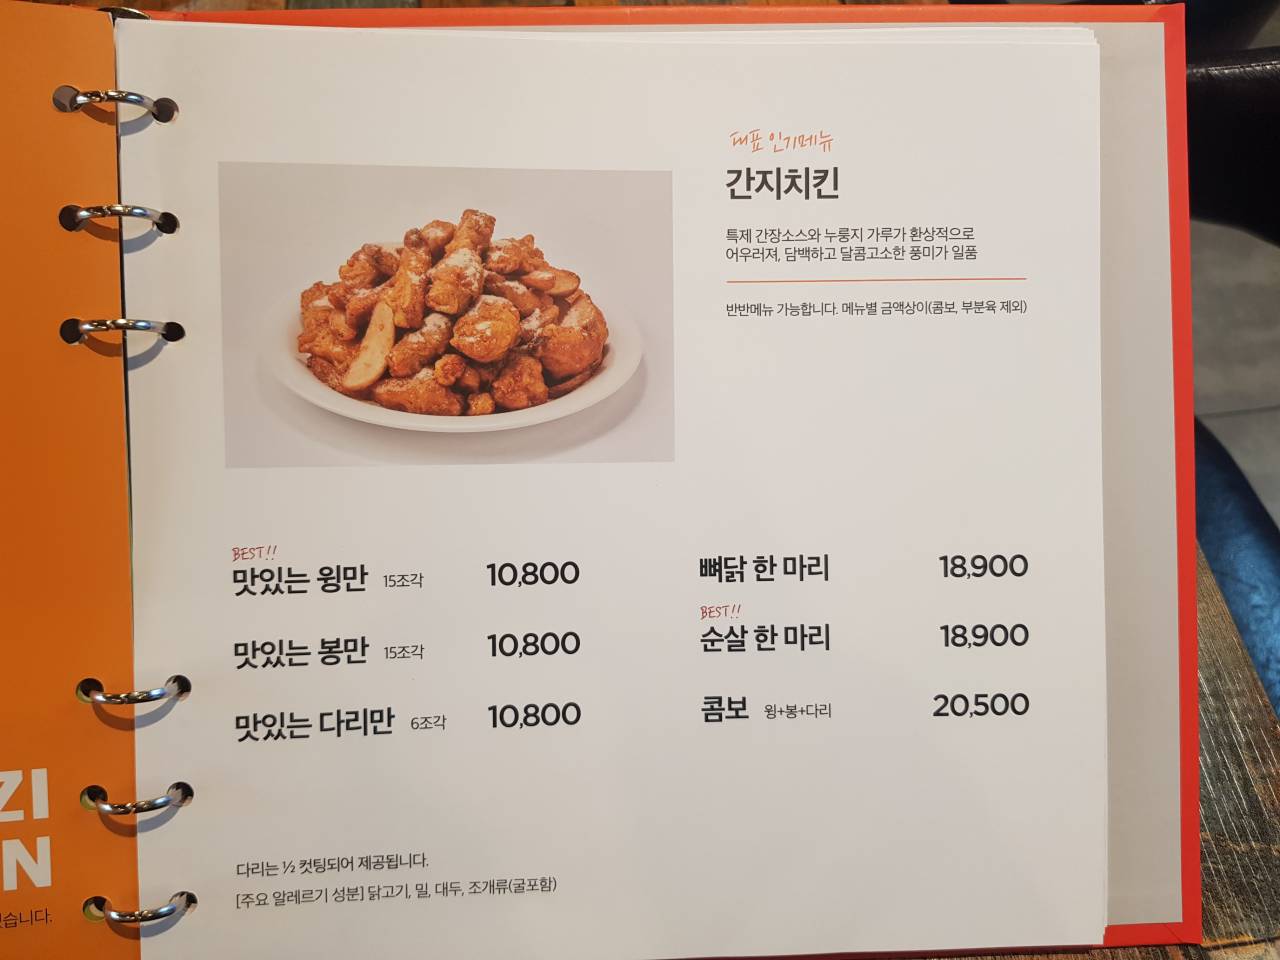 대표 인기메뉴
간지치킨
특제 간장소스와 누룽지 가루가 환상적으로
어우러져, 담백하고 달콤고소한 풍미가 일품
반반메뉴 가능합니다. 메뉴별 금액상이(콤보, 부분육 제외)
BEST!!
맛있는 윙만 15조각 10,800
맛있는 봉만 15조각 10,800
맛있는 다리만 6조각 10,800
뼈닭 한 마리 18,900
BEST!!
순살 한 마리 18,900
콤보 윙+봉+다리 20,500
다리는 ½ 컷팅되어 제공됩니다.
[주요 알레르기 성분] 닭고기, 밀, 대두, 조개류(굴포함)
ZI
N
습니다.